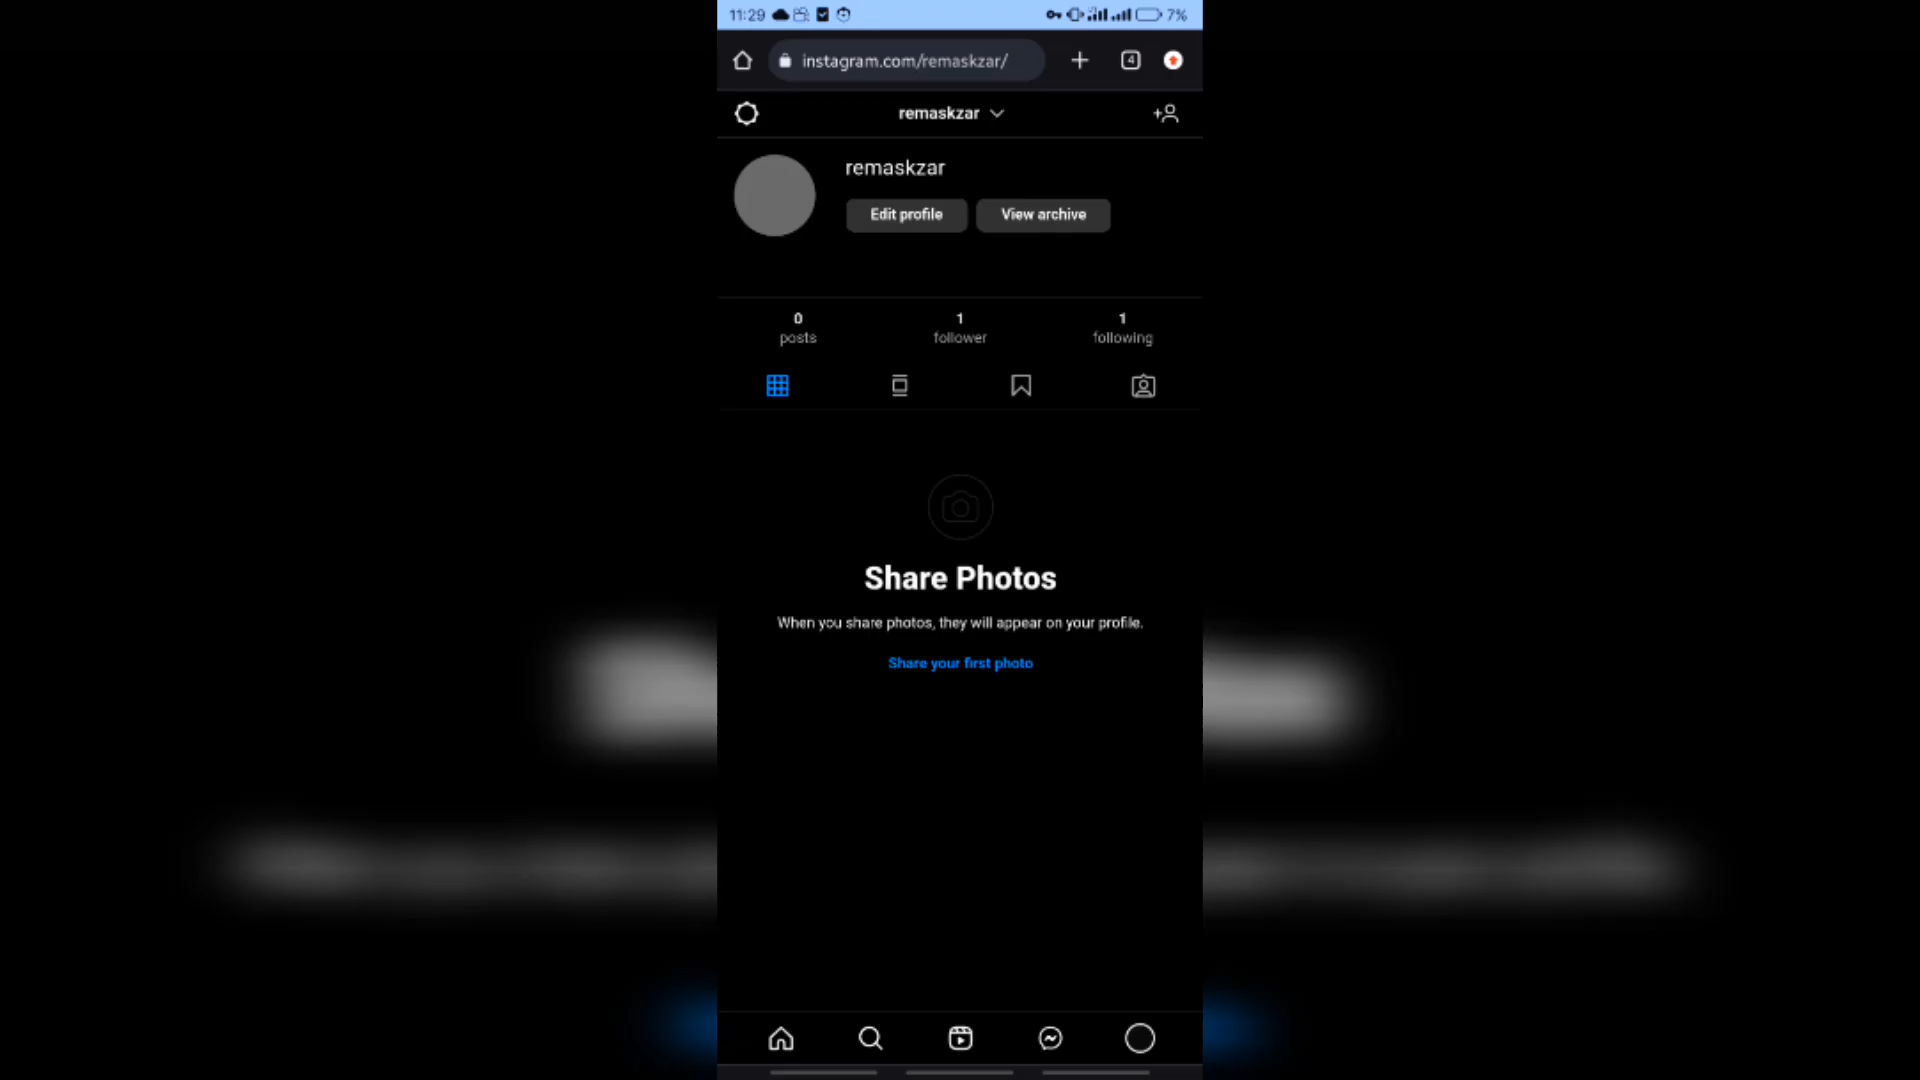 11:29
7%
instagram.com/remaskzar/
4
remaskzar
remaskzar
Edit profile
View archive
0
posts
1
follower
1
following
Share Photos
When you share photos, they will appear on your profile.
Share your first photo